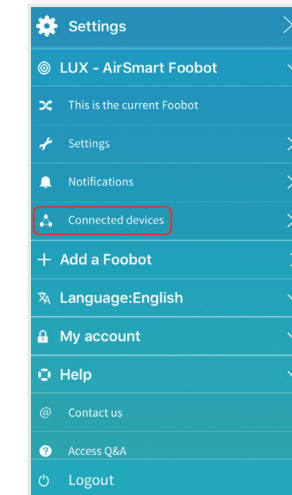 Settings
LUX - AirSmart Foobot
This is the current Foobot
Settings
Notifications
Connected devices
Add a Foobot
Language:English
My account
Help
Contact us
Access Q&A
Logout